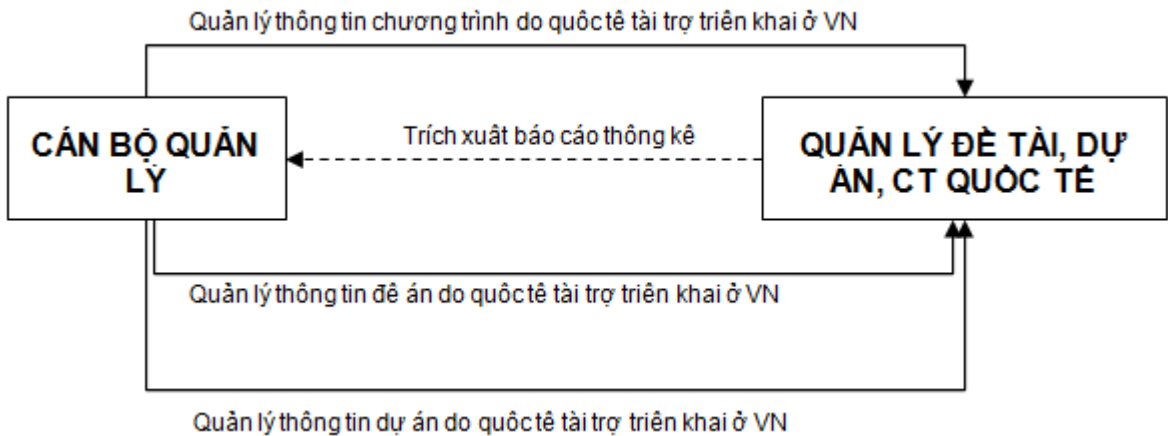 Quản lý thông tin chương trình do quốc tế tài trợ triển khai ở VN
CÁN BỘ QUẢN
LÝ
Trích xuất báo cáo thông kê
QUẢN LÝ ĐỀ TÀI, DỰ
ÁN, CT QUỐC TẾ
Quản lý thông tin đề án do quốc tế tài trợ triển khai ở VN
Quản lý thông tin dự án do quốc tế tài trợ triển khai ở VN